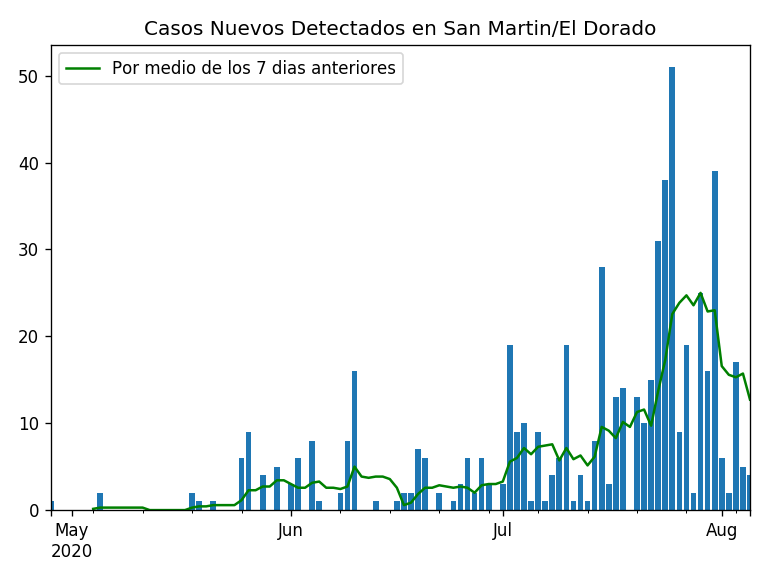 Casos Nuevos Detectados en San Martin/El Dorado
Por medio de los 7 dias anteriores
50
40
30
20
10
0
May Jun Jul Aug
2020